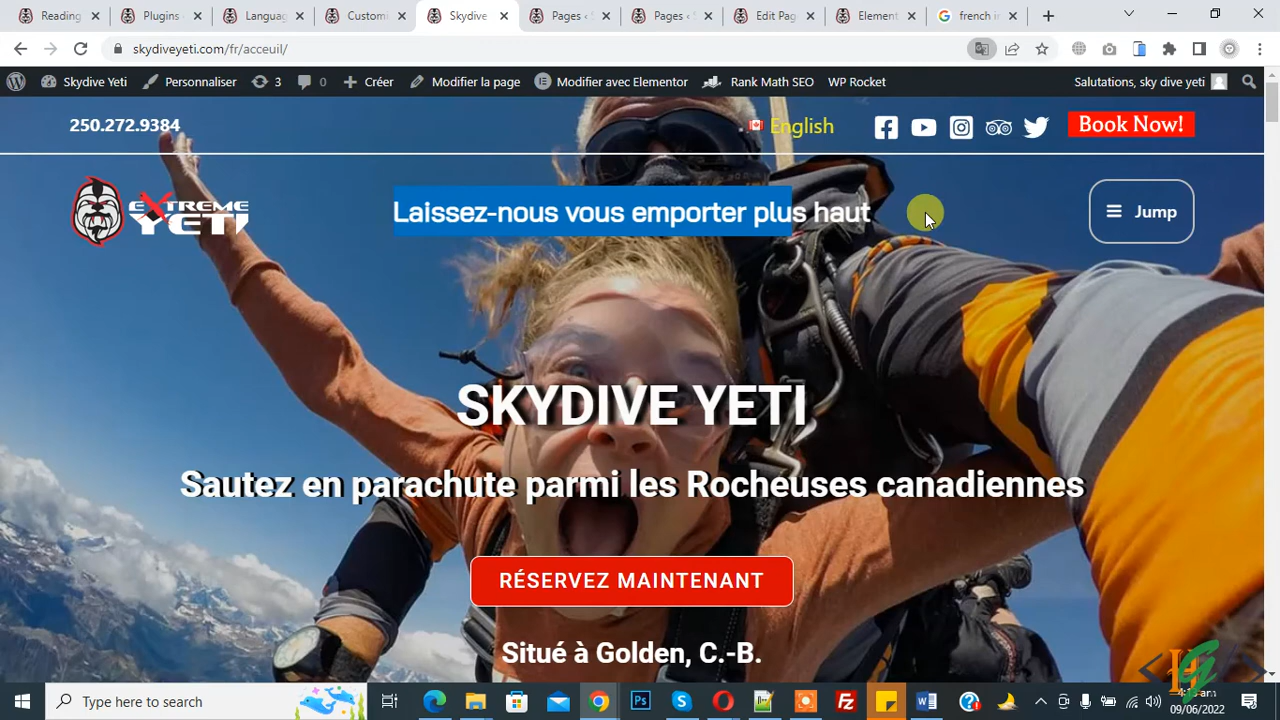 Reading
Plugins
Languag
Customi
Skydive
Pages ‹ S
Pages ‹ S
Edit Pag
Element
french in
skydiveyeti.com/fr/acceuil/
Skydive Yeti
Personnaliser
3
0
Créer
Modifier la page
Modifier avec Elementor
Rank Math SEO
WP Rocket
Salutations, sky dive yeti
250.272.9384
English
Book Now!
EXTREME
YETI
Laissez-nous vous emporter plus haut
Jump
SKYDIVE YETI
Sautez en parachute parmi les Rocheuses canadiennes
RÉSERVEZ MAINTENANT
Situé à Golden, C.-B.
Type here to search
09/06/2022